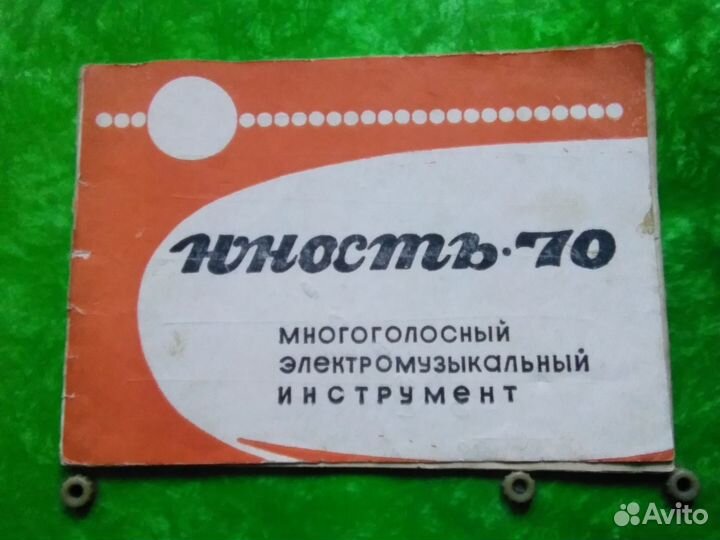 юность·70
многоголосный
электромузыкальный
инструмент
Avito